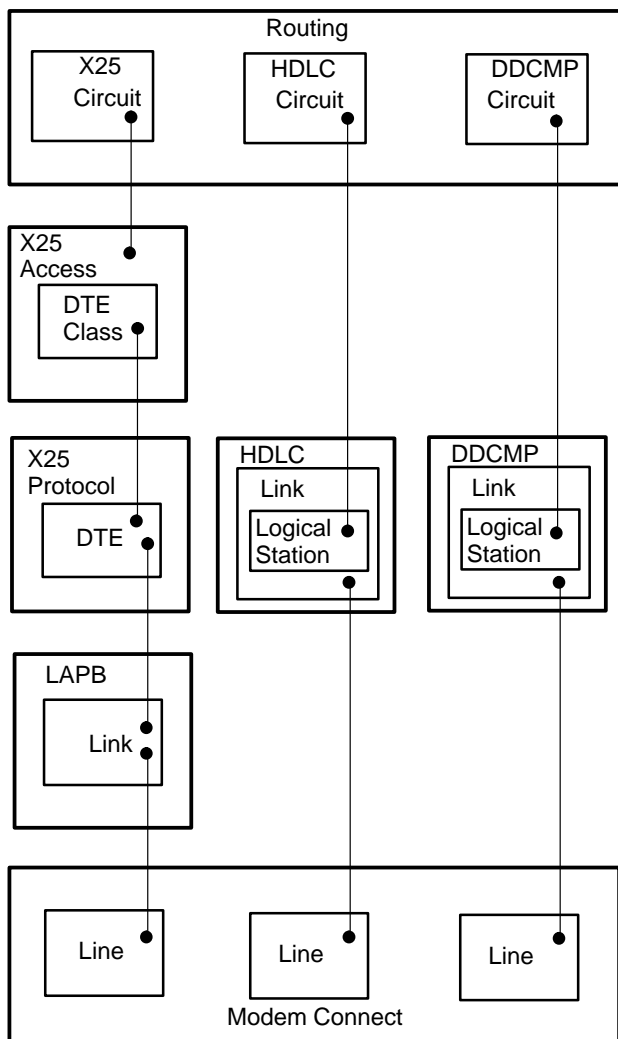 Routing
X25
Circuit
HDLC
Circuit
DDCMP
Circuit
X25
Access
DTE
Class
X25
Protocol
DTE
HDLC
Link
Logical
Station
DDCMP
Link
Logical
Station
LAPB
Link
Line
Line
Line
Modem Connect